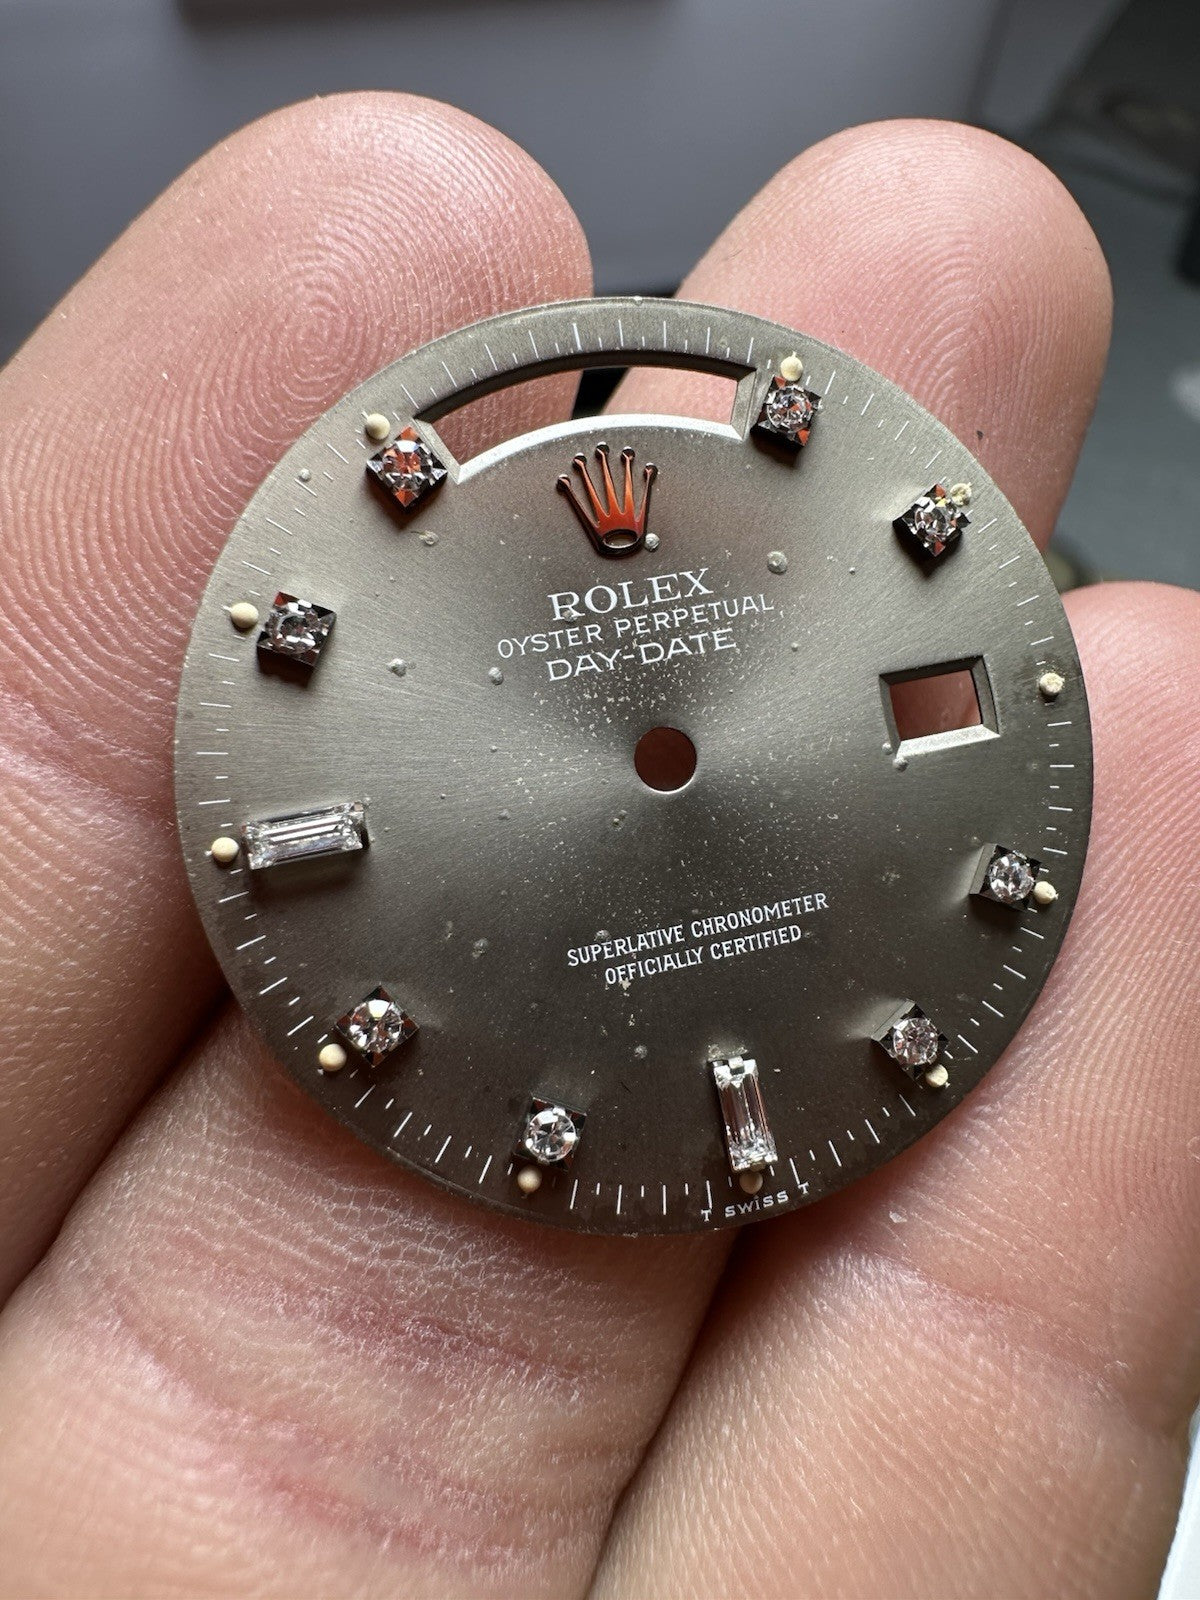 ROLEX
OYSTER PERPETUAL
DAY-DATE
SUPERLATIVE CHRONOMETER
OFFICIALLY CERTIFIED
T SWISS T